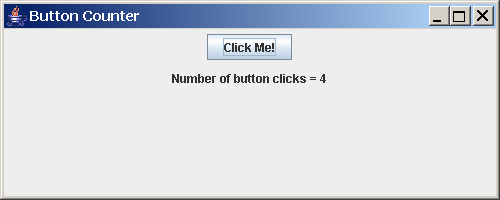 Button Counter
Click Me!
Number of button clicks = 4